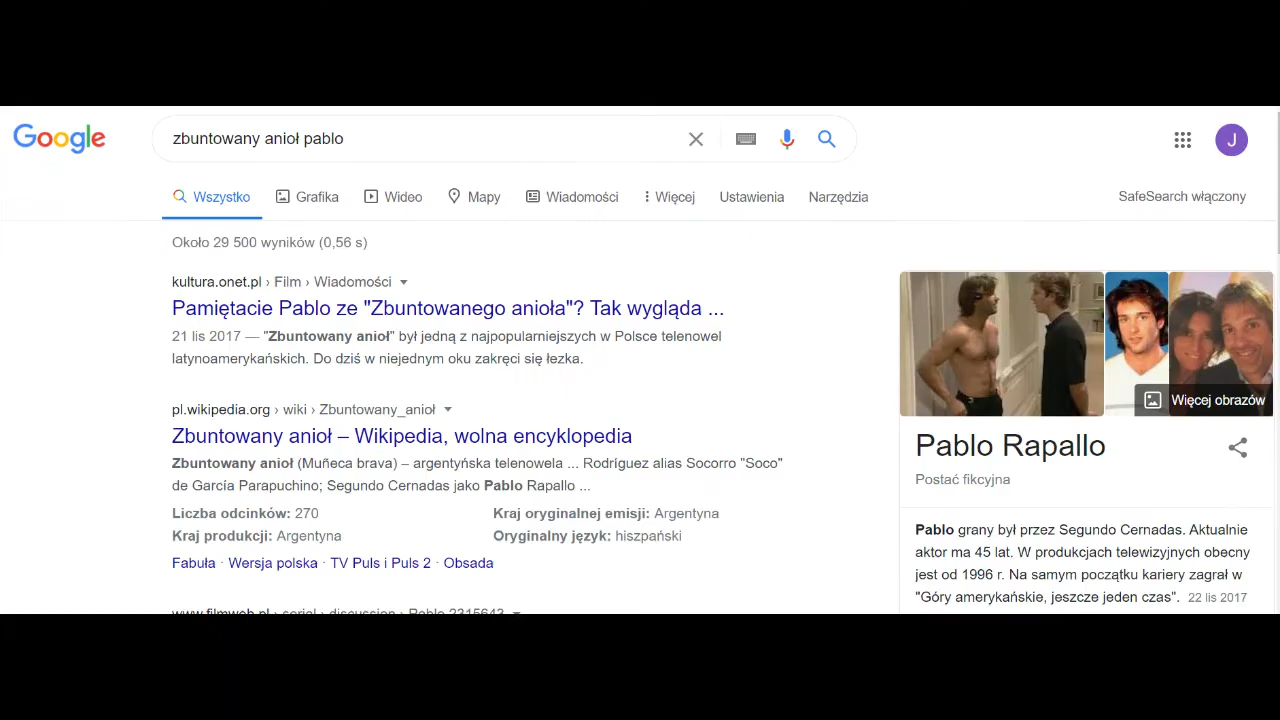 Google
zbuntowany anioł pablo
J
Wszystko Grafika Wideo Mapy Wiadomości Więcej Ustawienia Narzędzia SafeSearch włączony
Około 29 500 wyników (0,56 s)
kultura.onet.pl › Film › Wiadomości
Pamiętacie Pablo ze "Zbuntowanego anioła"? Tak wygląda ...
21 lis 2017 — "Zbuntowany anioł" był jedną z najpopularniejszych w Polsce telenowel
latynoamerykańskich. Do dziś w niejednym oku zakręci się łezka.
pl.wikipedia.org › wiki › Zbuntowany_anioł
Zbuntowany anioł – Wikipedia, wolna encyklopedia
Zbuntowany anioł (Muñeca brava) – argentyńska telenowela ... Rodríguez alias Socorro "Soco"
de García Parapuchino; Segundo Cernadas jako Pablo Rapallo ...
Liczba odcinków: 270 Kraj oryginalnej emisji: Argentyna
Kraj produkcji: Argentyna Oryginalny język: hiszpański
Fabuła · Wersja polska · TV Puls i Puls 2 · Obsada
www.filmweb.pl › serial › discussion › Pablo,2315643
Więcej obrazów
Pablo Rapallo
Postać fikcyjna
Pablo grany był przez Segundo Cernadas. Aktualnie
aktor ma 45 lat. W produkcjach telewizyjnych obecny
jest od 1996 r. Na samym początku kariery zagrał w
"Góry amerykańskie, jeszcze jeden czas". 22 lis 2017